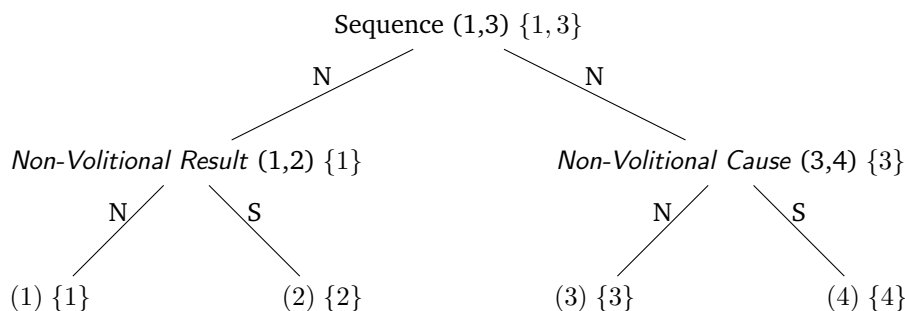 Sequence (1,3) {1, 3}
N N
Non-Volitional Result (1,2) {1} Non-Volitional Cause (3,4) {3}
N S N S
(1) {1} (2) {2} (3) {3} (4) {4}